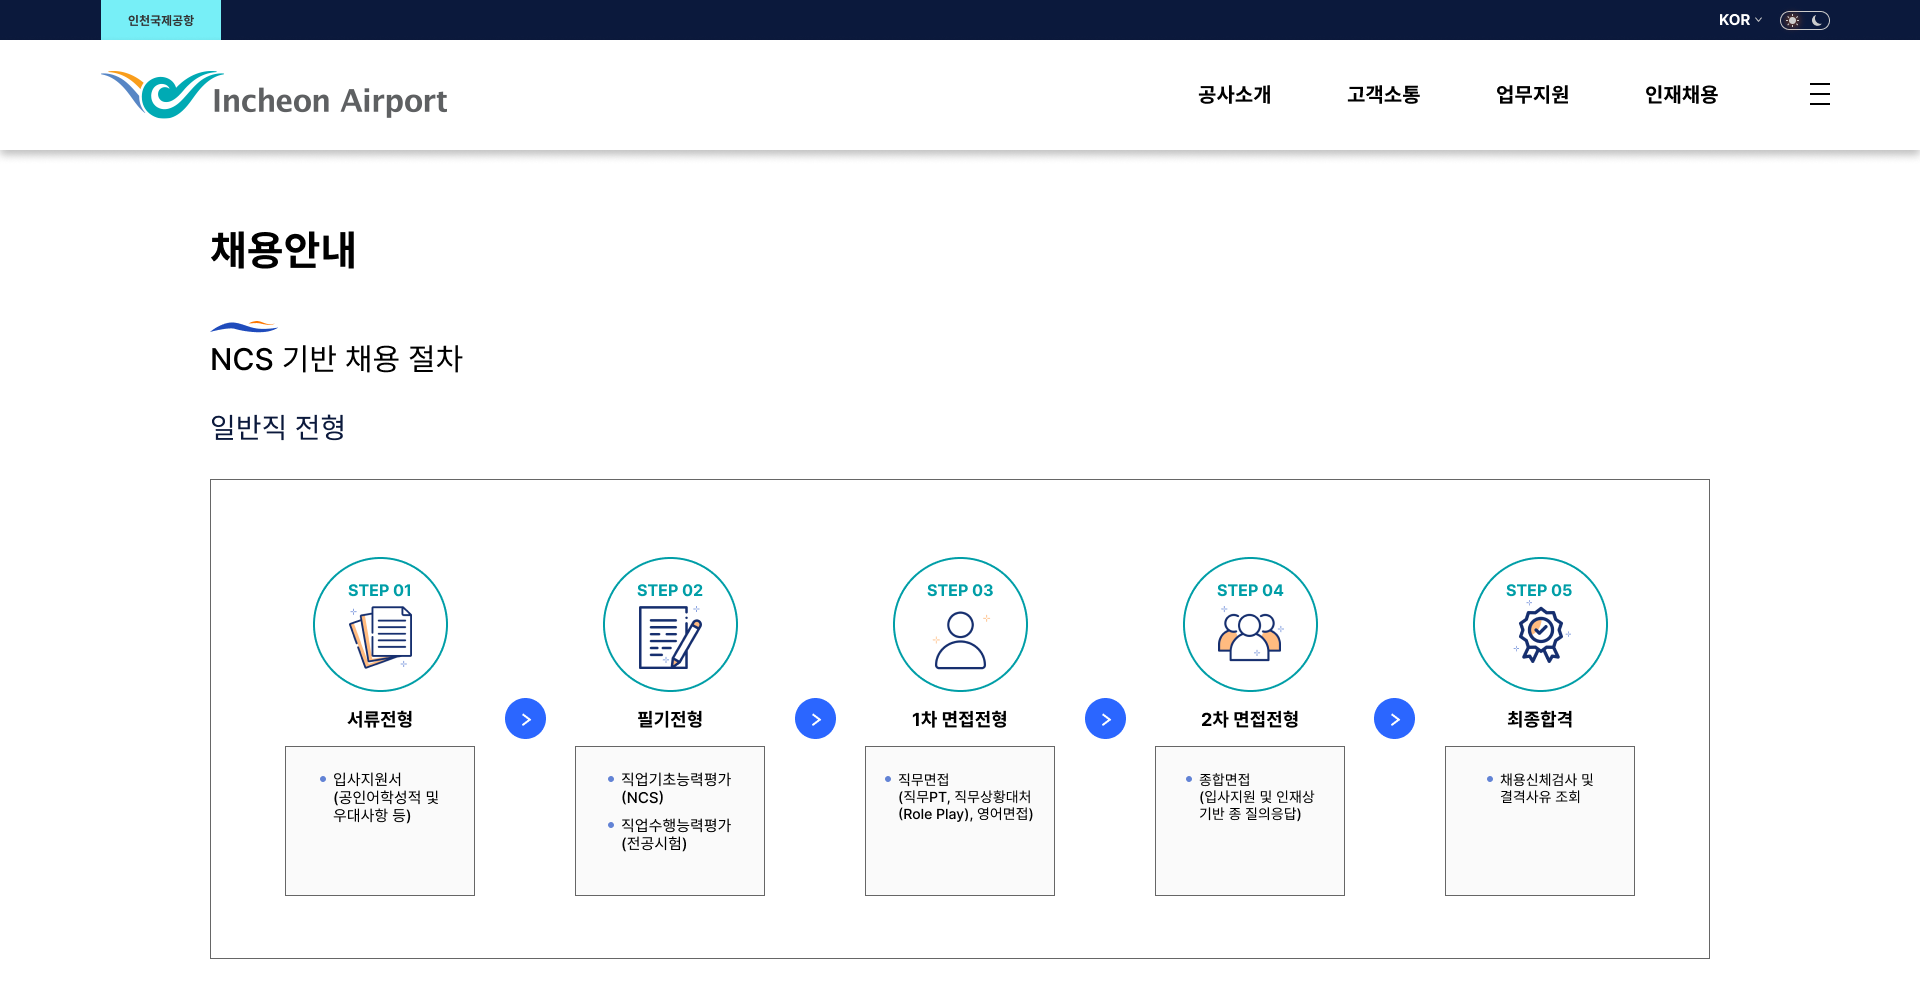 인천국제공항
KOR
Incheon Airport
공사소개
고객소통
업무지원
인재채용
채용안내
NCS 기반 채용 절차
일반직 전형
STEP 01
서류전형
입사지원서
(공인어학성적 및
우대사항 등)
STEP 02
필기전형
직업기초능력평가
(NCS)
직업수행능력평가
(전공시험)
STEP 03
1차 면접전형
직무면접
(직무PT, 직무상황대처
(Role Play), 영어면접)
STEP 04
2차 면접전형
종합면접
(입사지원 및 인재상
기반 종 질의응답)
STEP 05
최종합격
채용신체검사 및
결격사유 조회